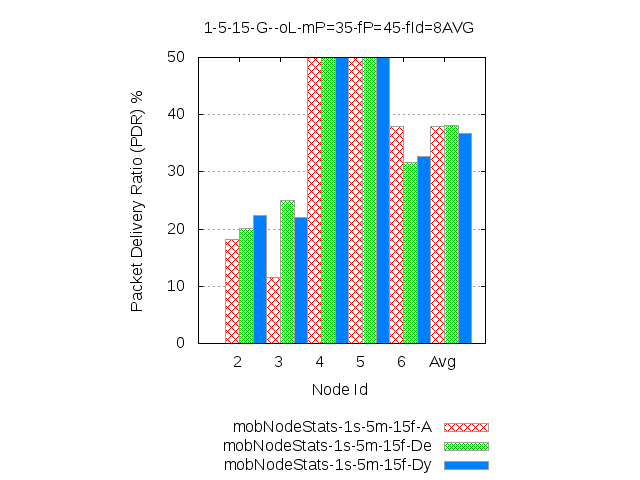 1-5-15-G--oL-mP=35-fP=45-fId=8AVG
Packet Delivery Ratio (PDR) %
50
40
30
20
10
0
2 3 4 5 6 Avg
Node Id
mobNodeStats-1s-5m-15f-A
mobNodeStats-1s-5m-15f-De
mobNodeStats-1s-5m-15f-Dy